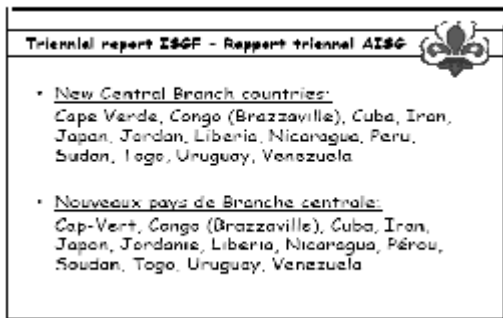 Triennial report ISGF - Rapport triennal AISG
• New Central Branch countries:
Cape Verde, Congo (Brazzaville), Cuba, Iran,
Japan, Jordan, Liberia, Nicaragua, Peru,
Sudan, Togo, Uruguay, Venezuela
• Nouveaux pays de Branche centrale:
Cap-Vert, Congo (Brazzaville), Cuba, Iran,
Japon, Jordanie, Liberia, Nicaragua, Pérou,
Soudan, Togo, Uruguay, Venezuela